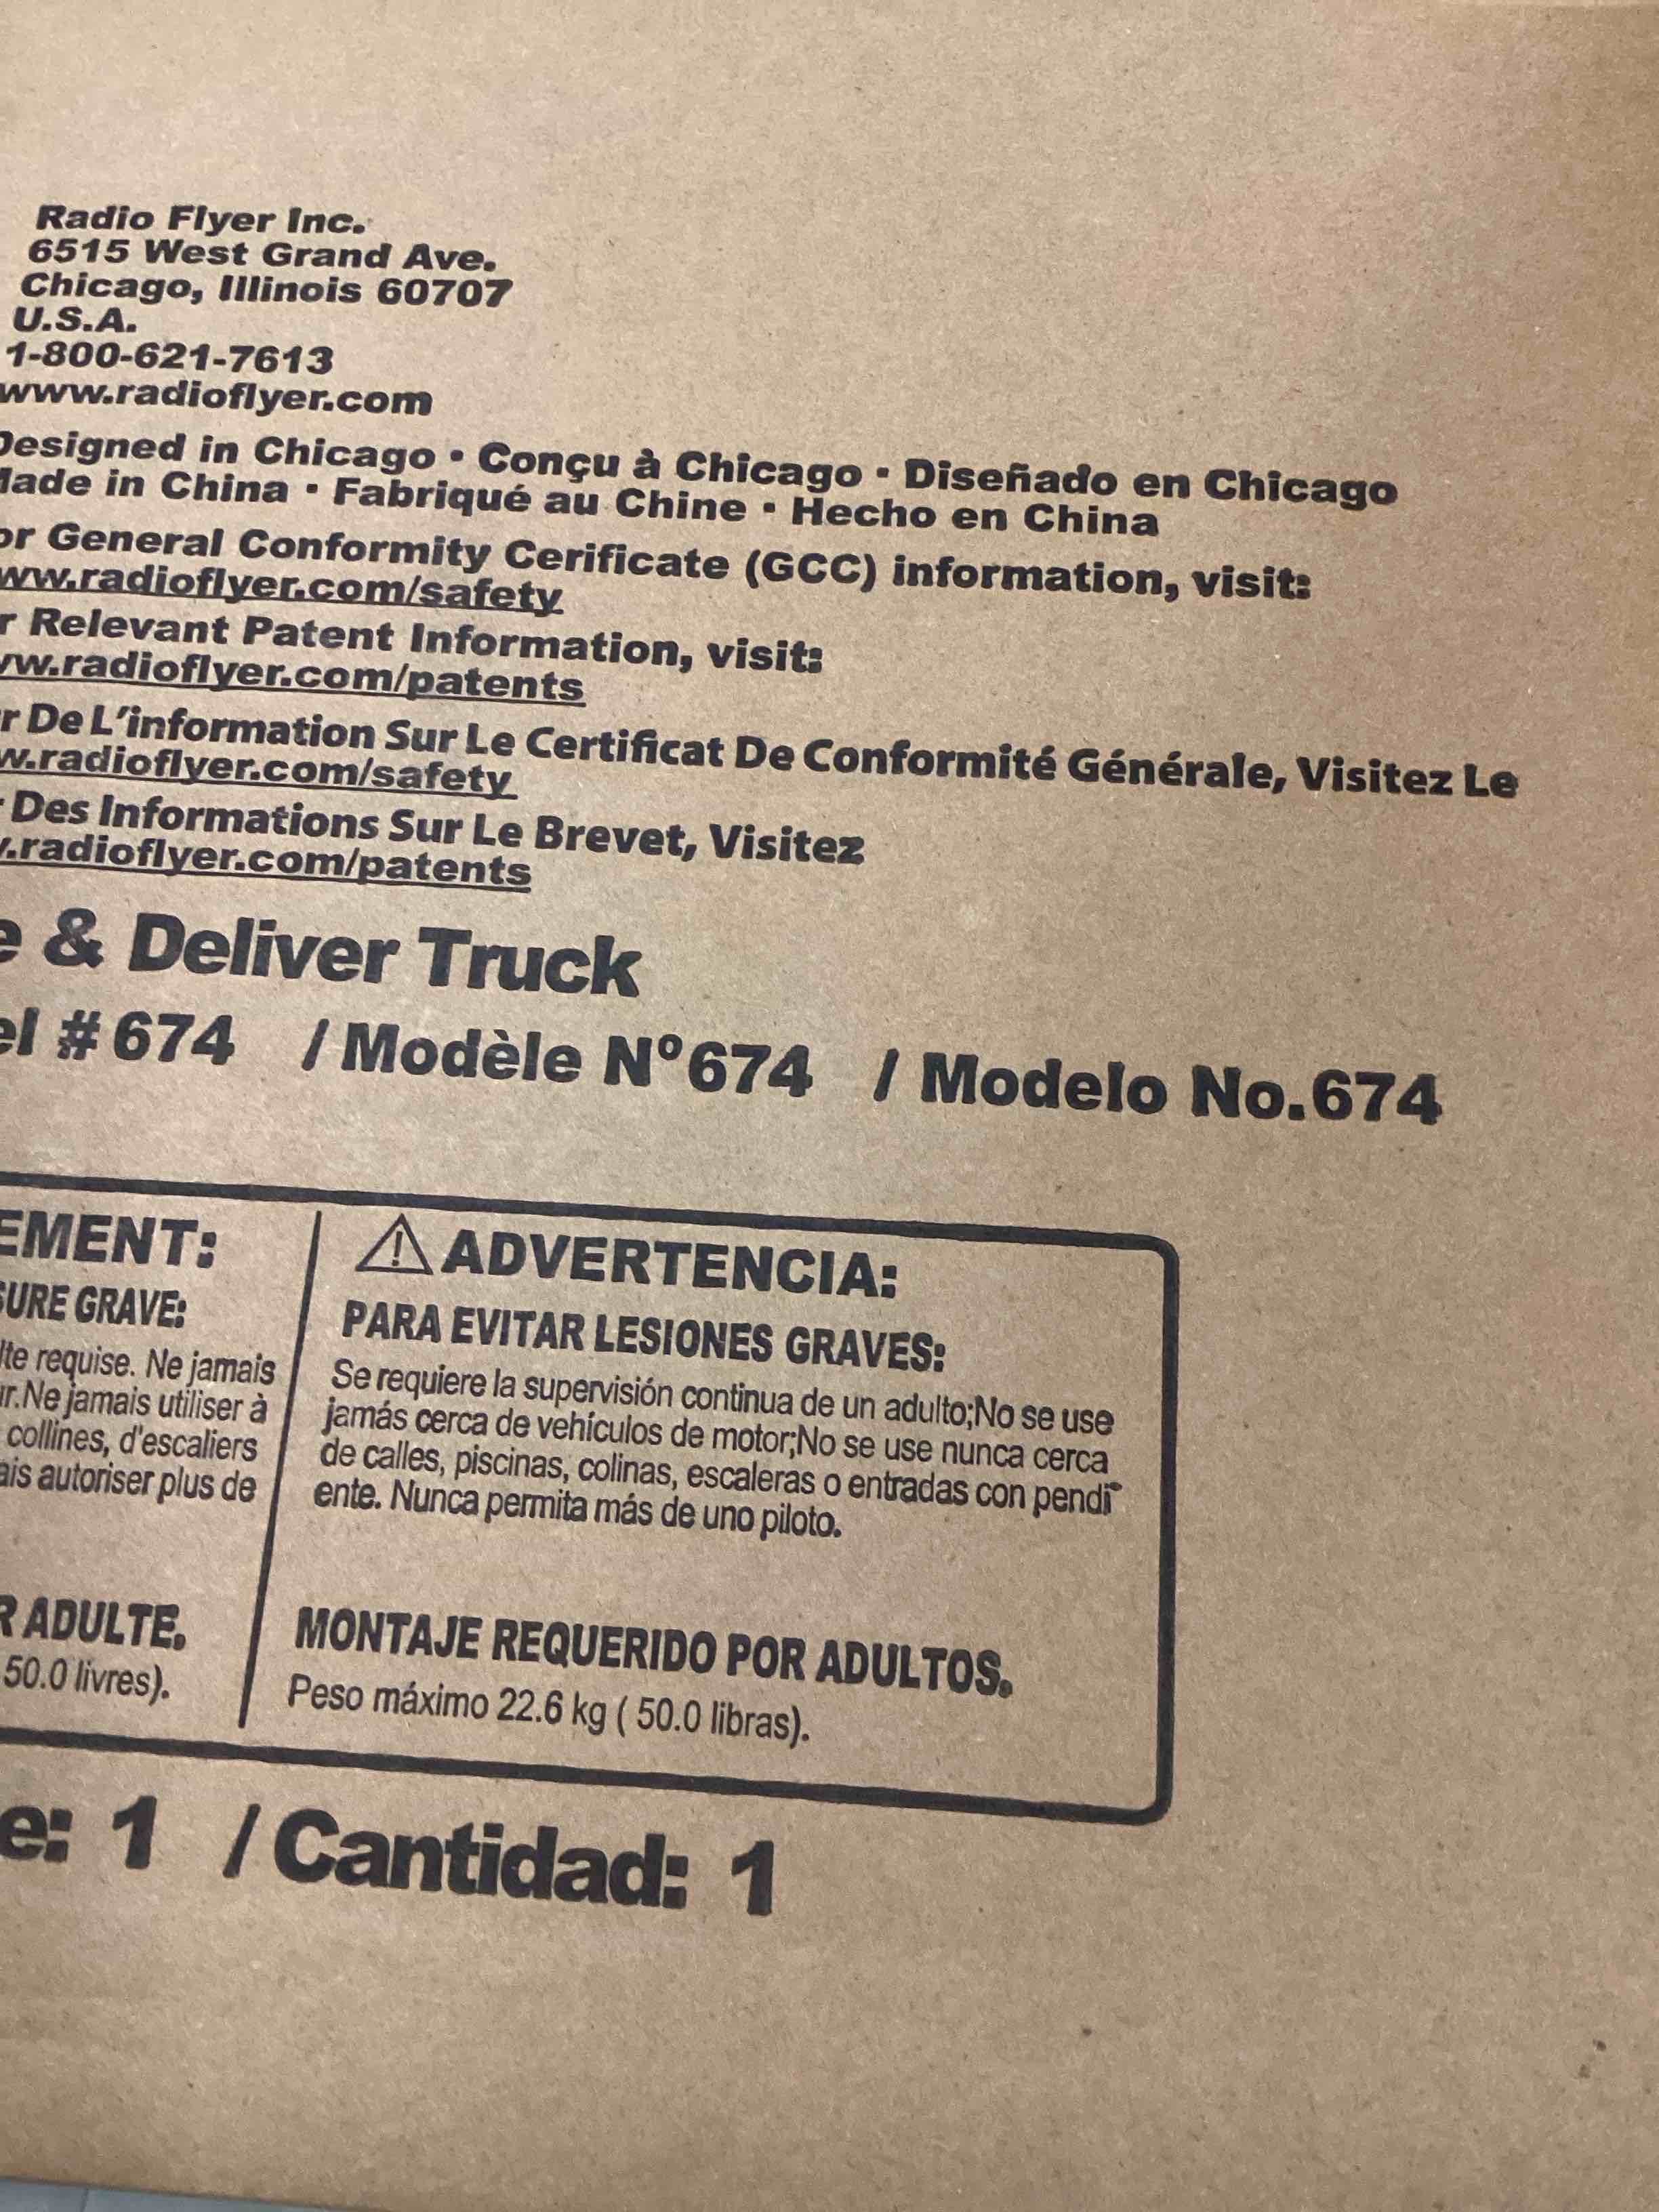 Radio Flyer Inc.
6515 West Grand Ave.
Chicago, Illinois 60707
U.S.A.
1-800-621-7613
www.radioflyer.com
Designed in Chicago • Conçu à Chicago • Diseñado en Chicago
Made in China • Fabriqué au Chine • Hecho en China
or General Conformity Cerificate (GCC) information, visit:
ww.radioflyer.com/safety
r Relevant Patent Information, visit:
w.radioflyer.com/patents
r De L'information Sur Le Certificat De Conformité Générale, Visitez Le
w.radioflyer.com/safety
Des Informations Sur Le Brevet, Visitez
.radioflyer.com/patents
e & Deliver Truck
el #674 / Modèle Nº674 / Modelo No.674
EMENT:
SURE GRAVE:
lte requise. Ne jamais
ur.Ne jamais utiliser à
collines, d'escaliers
ais autoriser plus de
R ADULTE.
50.0 livres).
⚠ ADVERTENCIA:
PARA EVITAR LESIONES GRAVES:
Se requiere la supervisión continua de un adulto;No se use
jamás cerca de vehículos de motor;No se use nunca cerca
de calles, piscinas, colinas, escaleras o entradas con pendi-
ente. Nunca permita más de uno piloto.
MONTAJE REQUERIDO POR ADULTOS.
Peso máximo 22.6 kg ( 50.0 libras).
e: 1 / Cantidad: 1